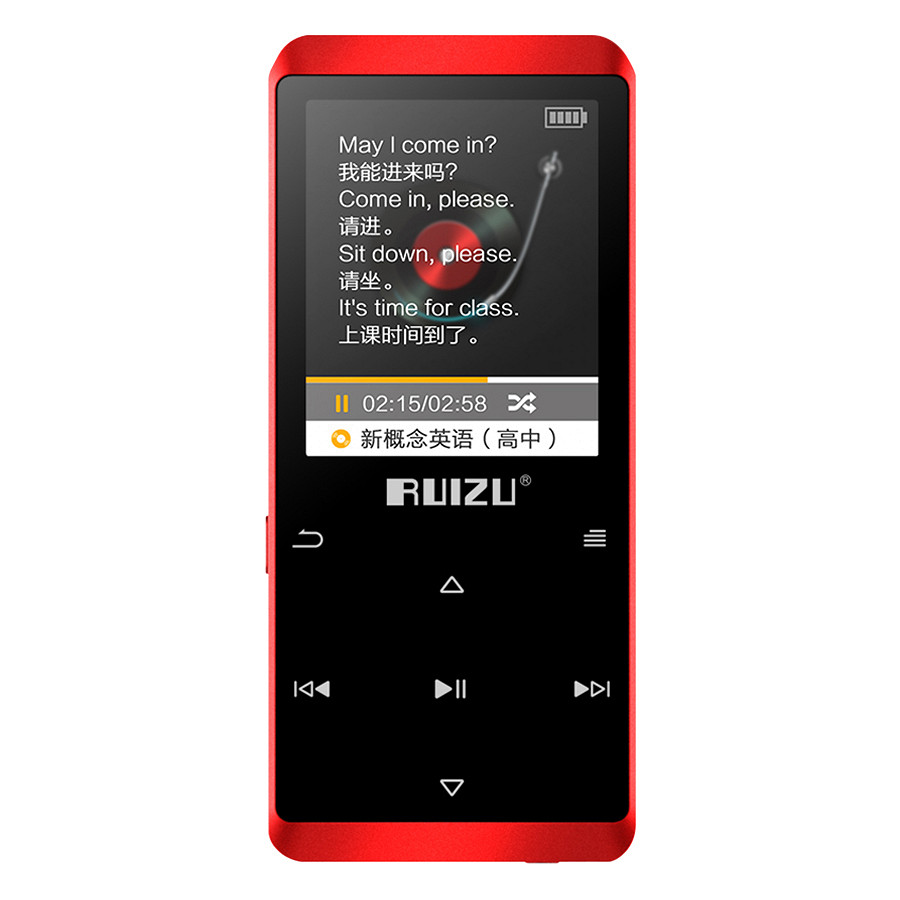 May I come in?
我能进来吗?
Come in, please.
请进。
Sit down, please.
请坐。
It's time for class.
上课时间到了。
02:15/02:58
新概念英语（高中）
RUIZU®